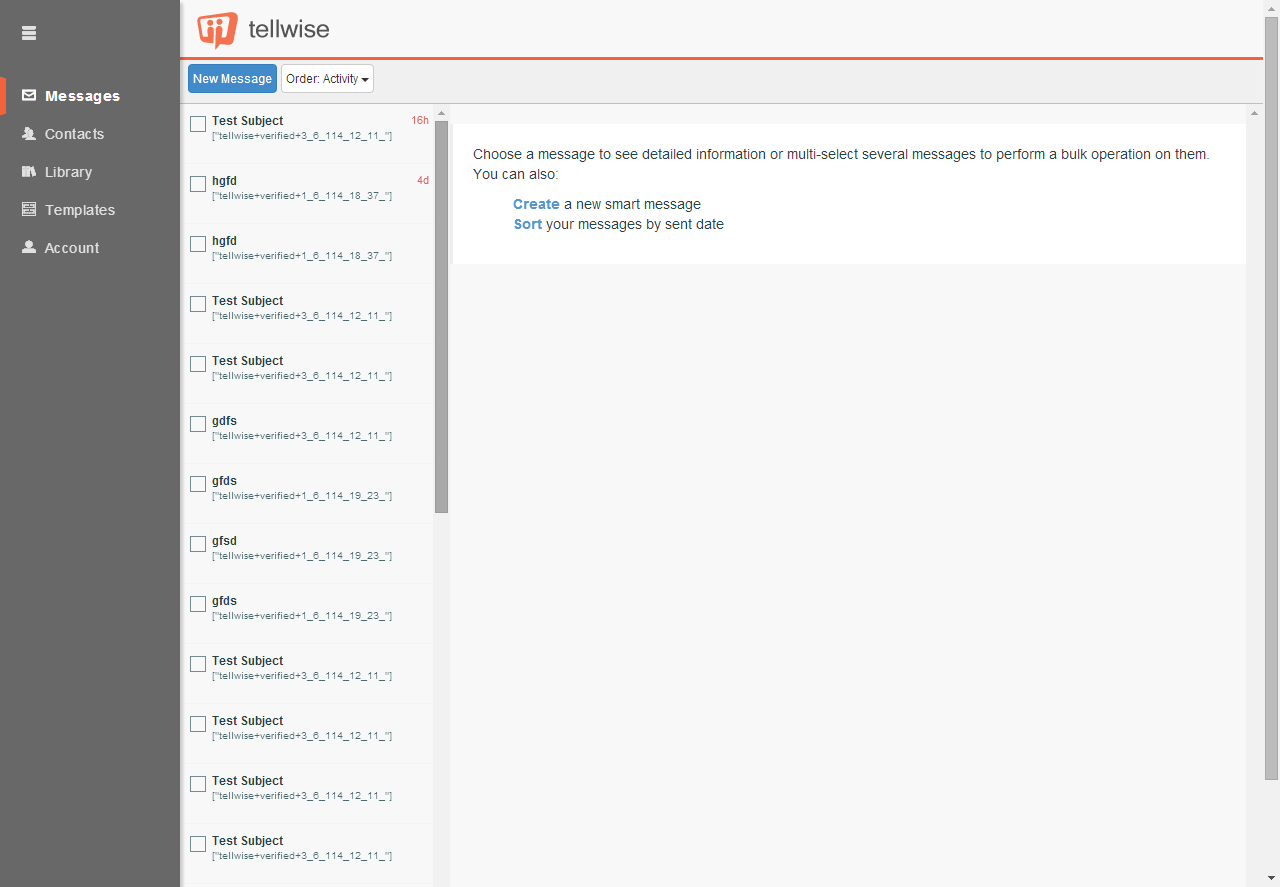 tellwise
Messages
Contacts
Library
Templates
Account
New Message
Order: Activity
Test Subject 16h
["tellwise+verified+3_6_114_12_11_"]
hgfd 4d
["tellwise+verified+1_6_114_18_37_"]
hgfd
["tellwise+verified+1_6_114_18_37_"]
Test Subject
["tellwise+verified+3_6_114_12_11_"]
Test Subject
["tellwise+verified+3_6_114_12_11_"]
gdfs
["tellwise+verified+3_6_114_12_11_"]
gfds
["tellwise+verified+1_6_114_19_23_"]
gfsd
["tellwise+verified+1_6_114_19_23_"]
gfds
["tellwise+verified+1_6_114_19_23_"]
Test Subject
["tellwise+verified+3_6_114_12_11_"]
Test Subject
["tellwise+verified+3_6_114_12_11_"]
Test Subject
["tellwise+verified+3_6_114_12_11_"]
Test Subject
["tellwise+verified+3_6_114_12_11_"]
Choose a message to see detailed information or multi-select several messages to perform a bulk operation on them.
You can also:
Create a new smart message
Sort your messages by sent date